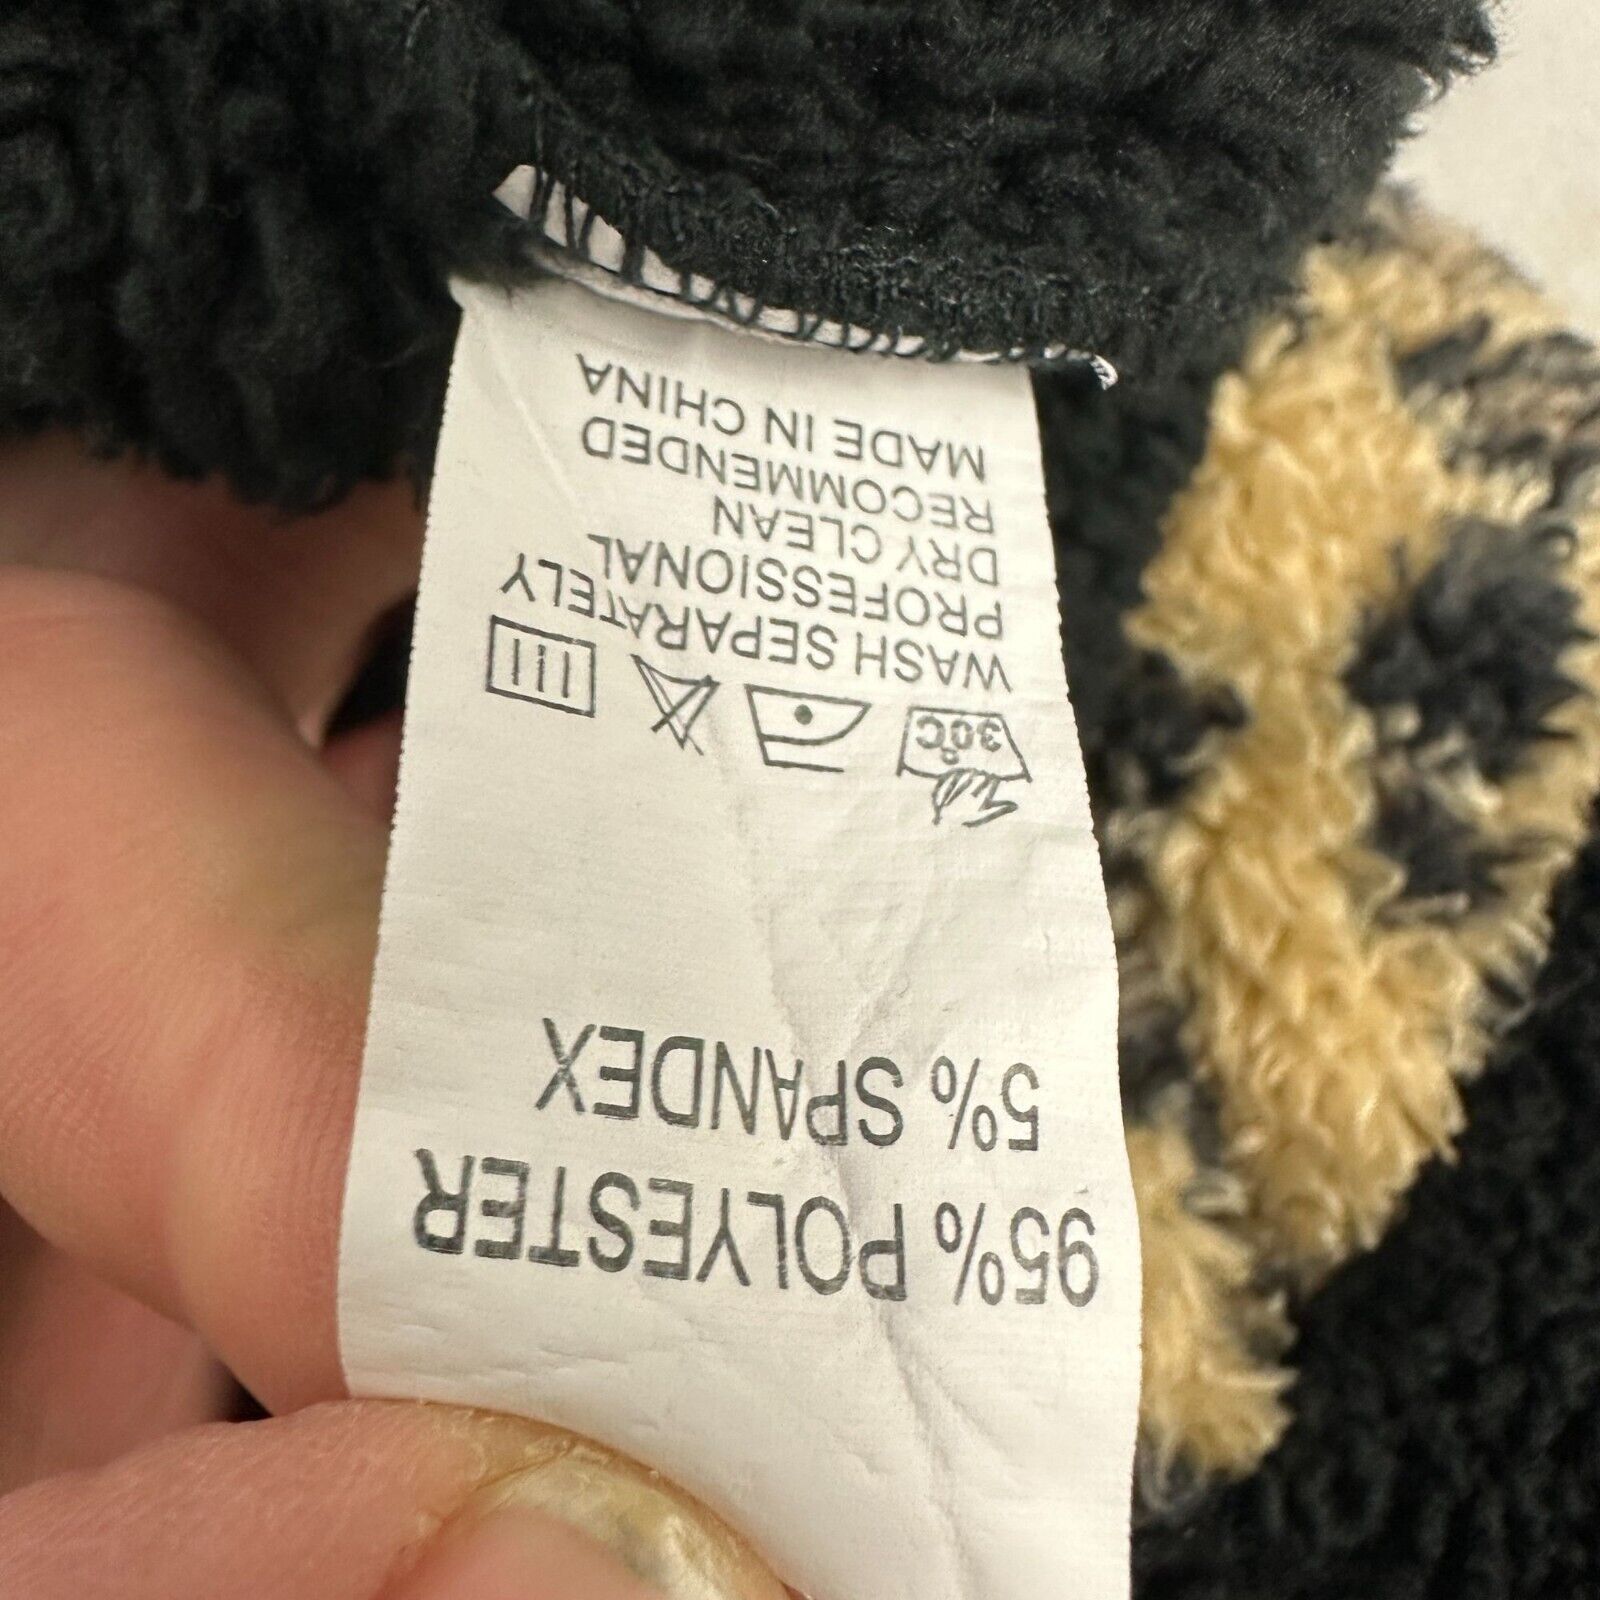 95% POLYESTER
5% SPANDEX
30°C
WASH SEPARATELY
PROFESSIONAL
DRY CLEAN
RECOMMENDED
MADE IN CHINA